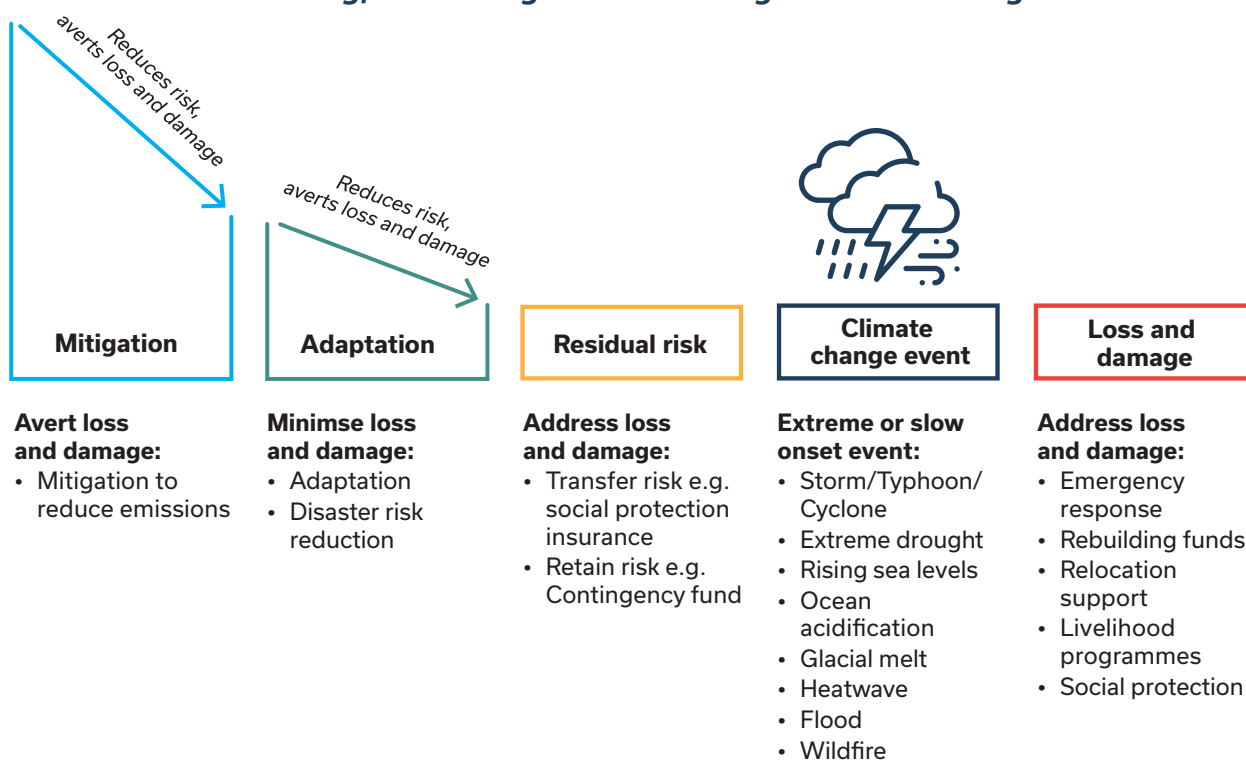 Reduces risk,
averts loss and damage
Reduces risk,
averts loss and damage
Mitigation
Adaptation
Residual risk
Climate
change event
Loss and
damage
Avert loss
and damage:
• Mitigation to
reduce emissions
Minimse loss
and damage:
• Adaptation
• Disaster risk
reduction
Address loss
and damage:
• Transfer risk e.g.
social protection
insurance
• Retain risk e.g.
Contingency fund
Extreme or slow
onset event:
• Storm/Typhoon/
Cyclone
• Extreme drought
• Rising sea levels
• Ocean
acidification
• Glacial melt
• Heatwave
• Flood
• Wildfire
Address loss
and damage:
• Emergency
response
• Rebuilding funds
• Relocation
support
• Livelihood
programmes
• Social protection